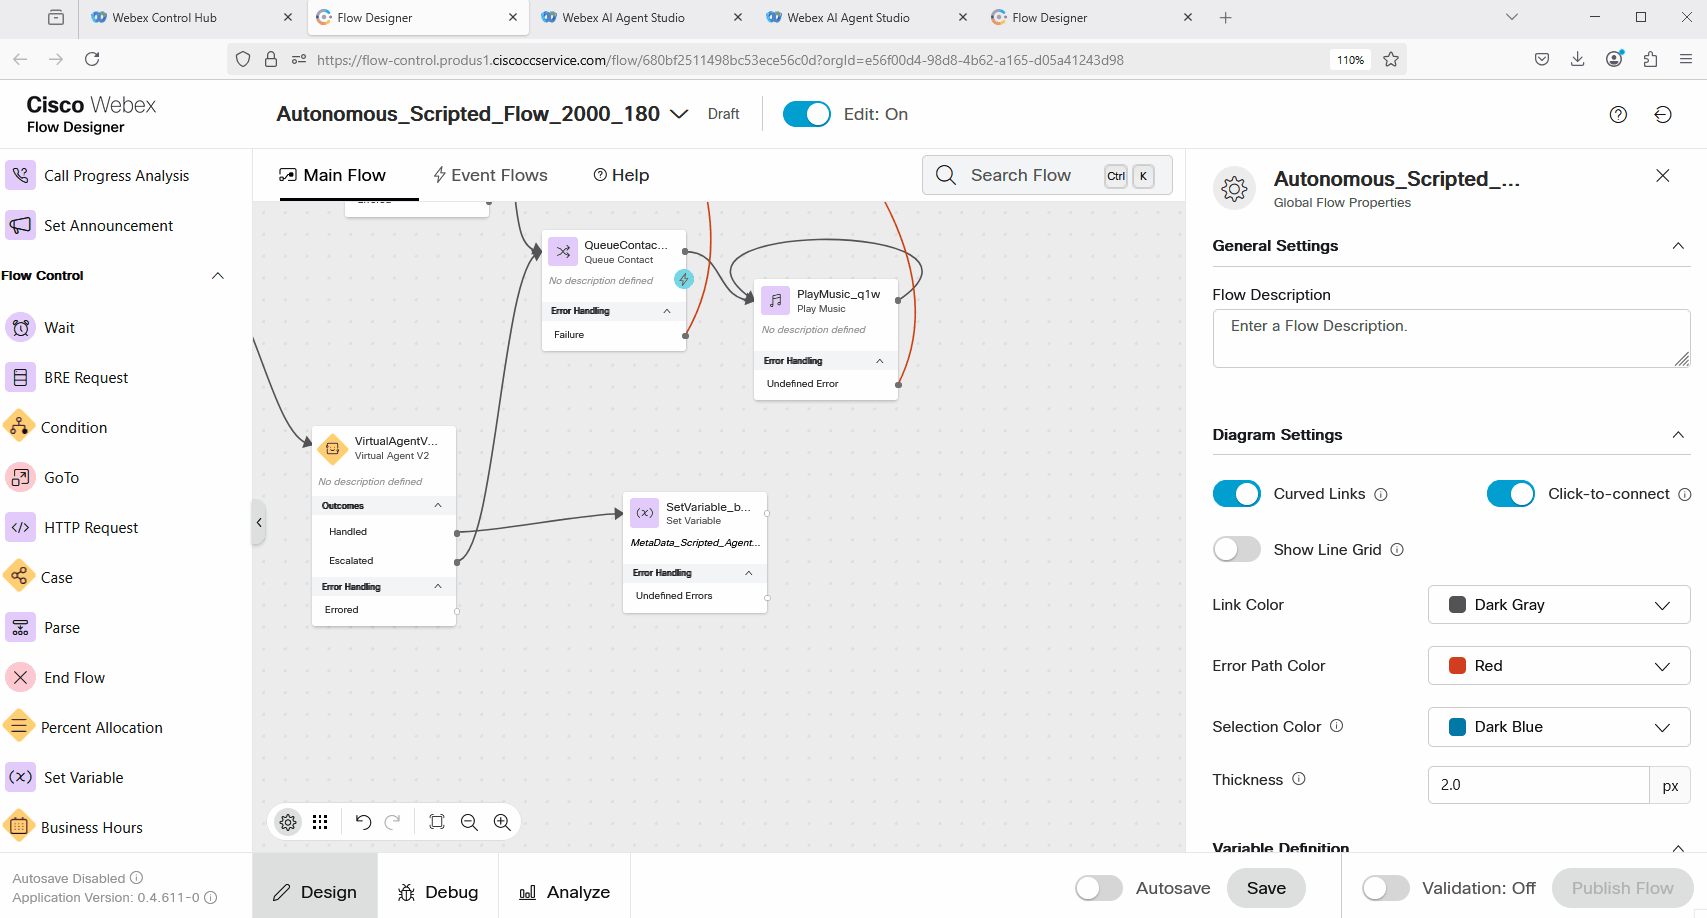 Webex Control Hub
Flow Designer
Webex AI Agent Studio
Webex AI Agent Studio
Flow Designer
https://flow-control.produs1.ciscoccservice.com/flow/680bf2511498bc53ece56c0d?orgId=e56f00d4-98d8-4b62-a165-d05a41243d98
110%
Cisco Webex
Flow Designer
Autonomous_Scripted_Flow_2000_180
Draft
Edit: On
Call Progress Analysis
Set Announcement
Flow Control
Wait
BRE Request
Condition
GoTo
HTTP Request
Case
Parse
End Flow
Percent Allocation
Set Variable
Business Hours
Autosave Disabled
Application Version: 0.4.611-0
Main Flow
Event Flows
Help
Search Flow
Ctrl
K
QueueContac...
Queue Contact
No description defined
Error Handling
Failure
PlayMusic_q1w
Play Music
No description defined
Error Handling
Undefined Error
VirtualAgentV...
Virtual Agent V2
No description defined
Outcomes
Handled
Escalated
Error Handling
Errored
SetVariable_b...
Set Variable
MetaData_Scripted_Agent...
Error Handling
Undefined Errors
Autonomous_Scripted_...
Global Flow Properties
General Settings
Flow Description
Enter a Flow Description.
Diagram Settings
Curved Links
Click-to-connect
Show Line Grid
Link Color
Dark Gray
Error Path Color
Red
Selection Color
Dark Blue
Thickness
2.0
px
Variable Definition
Design
Debug
Analyze
Autosave
Save
Validation: Off
Publish Flow